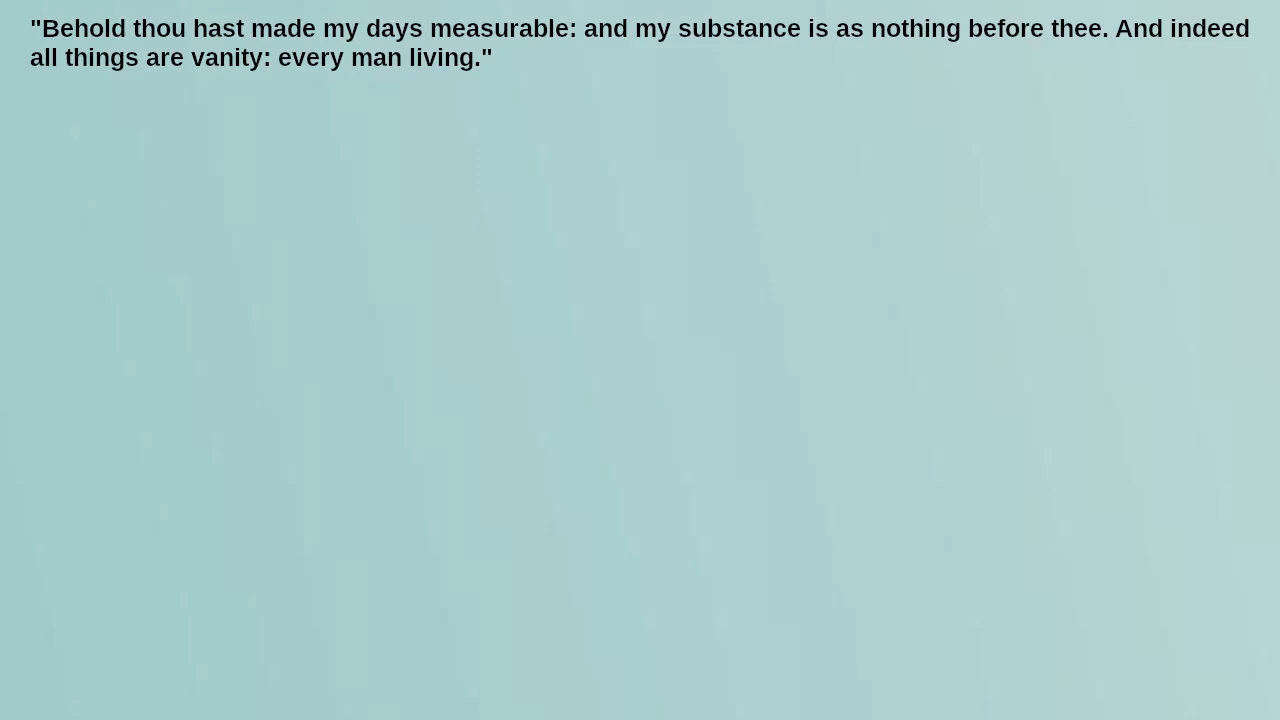 "Behold thou hast made my days measurable: and my substance is as nothing before thee. And indeed
all things are vanity: every man living."